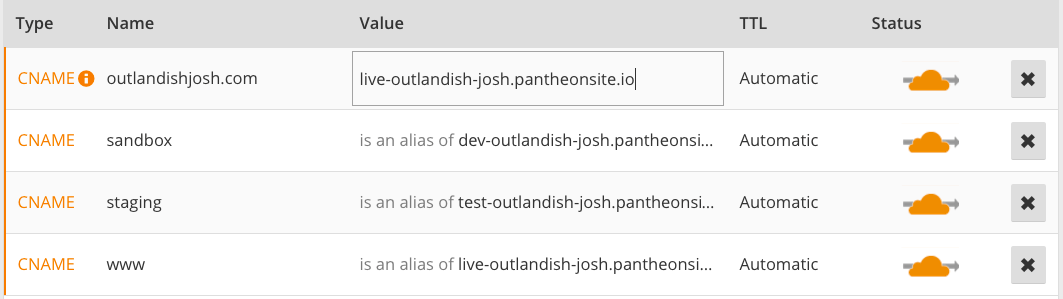 Type Name Value TTL Status
CNAME outlandishjosh.com live-outlandish-josh.pantheonsite.io Automatic
CNAME sandbox is an alias of dev-outlandish-josh.pantheonsi... Automatic
CNAME staging is an alias of test-outlandish-josh.pantheonsi... Automatic
CNAME www is an alias of live-outlandish-josh.pantheonsi... Automatic